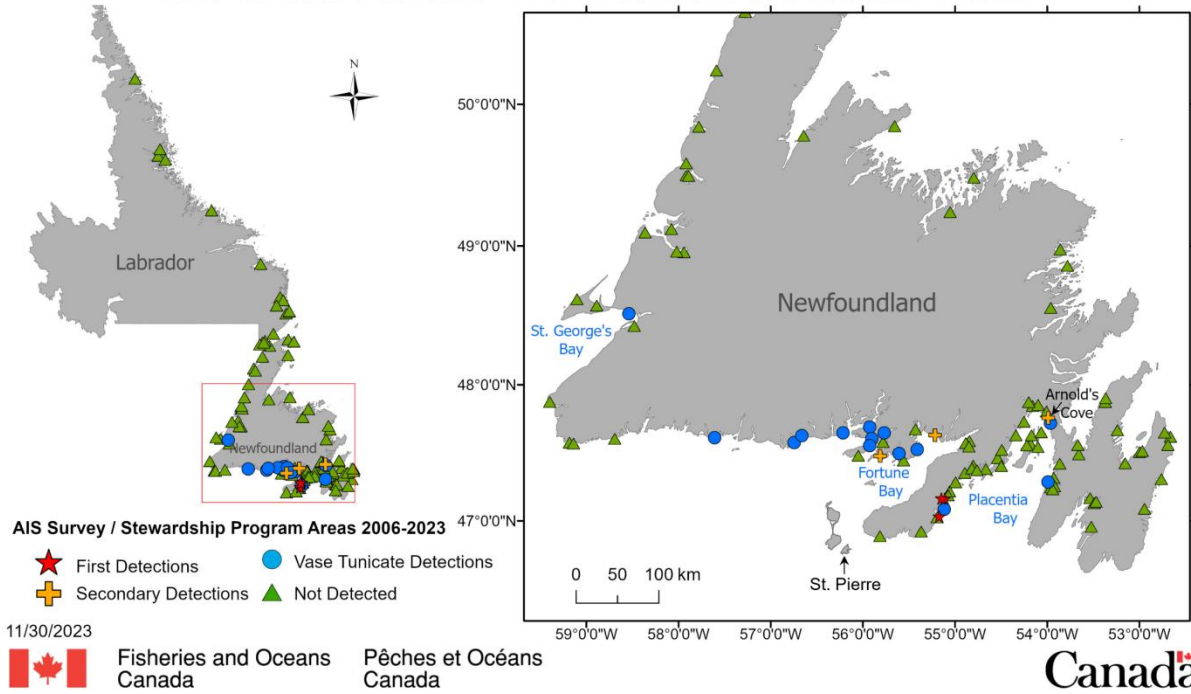 N
Labrador
Newfoundland
AIS Survey / Stewardship Program Areas 2006-2023
First Detections
Vase Tunicate Detections
Secondary Detections
Not Detected
11/30/2023
50°0'0"N
49°0'0"N
48°0'0"N
47°0'0"N
Newfoundland
St. George's
Bay
Arnold's
Cove
Fortune
Bay
Placentia
Bay
St. Pierre
0 50 100 km
59°0'0"W 58°0'0"W 57°0'0"W 56°0'0"W 55°0'0"W 54°0'0"W 53°0'0"W
Fisheries and Oceans
Canada
Pêches et Océans
Canada
Canada